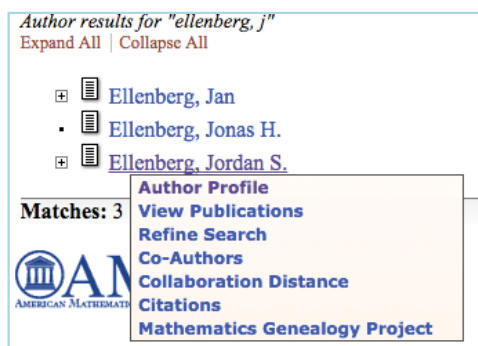 Author results for "ellenberg, j"
Expand All | Collapse All
Ellenberg, Jan
Ellenberg, Jonas H.
Ellenberg, Jordan S.
Author Profile
Matches: 3 View Publications
Refine Search
Co-Authors
Collaboration Distance
Citations
Mathematics Genealogy Project